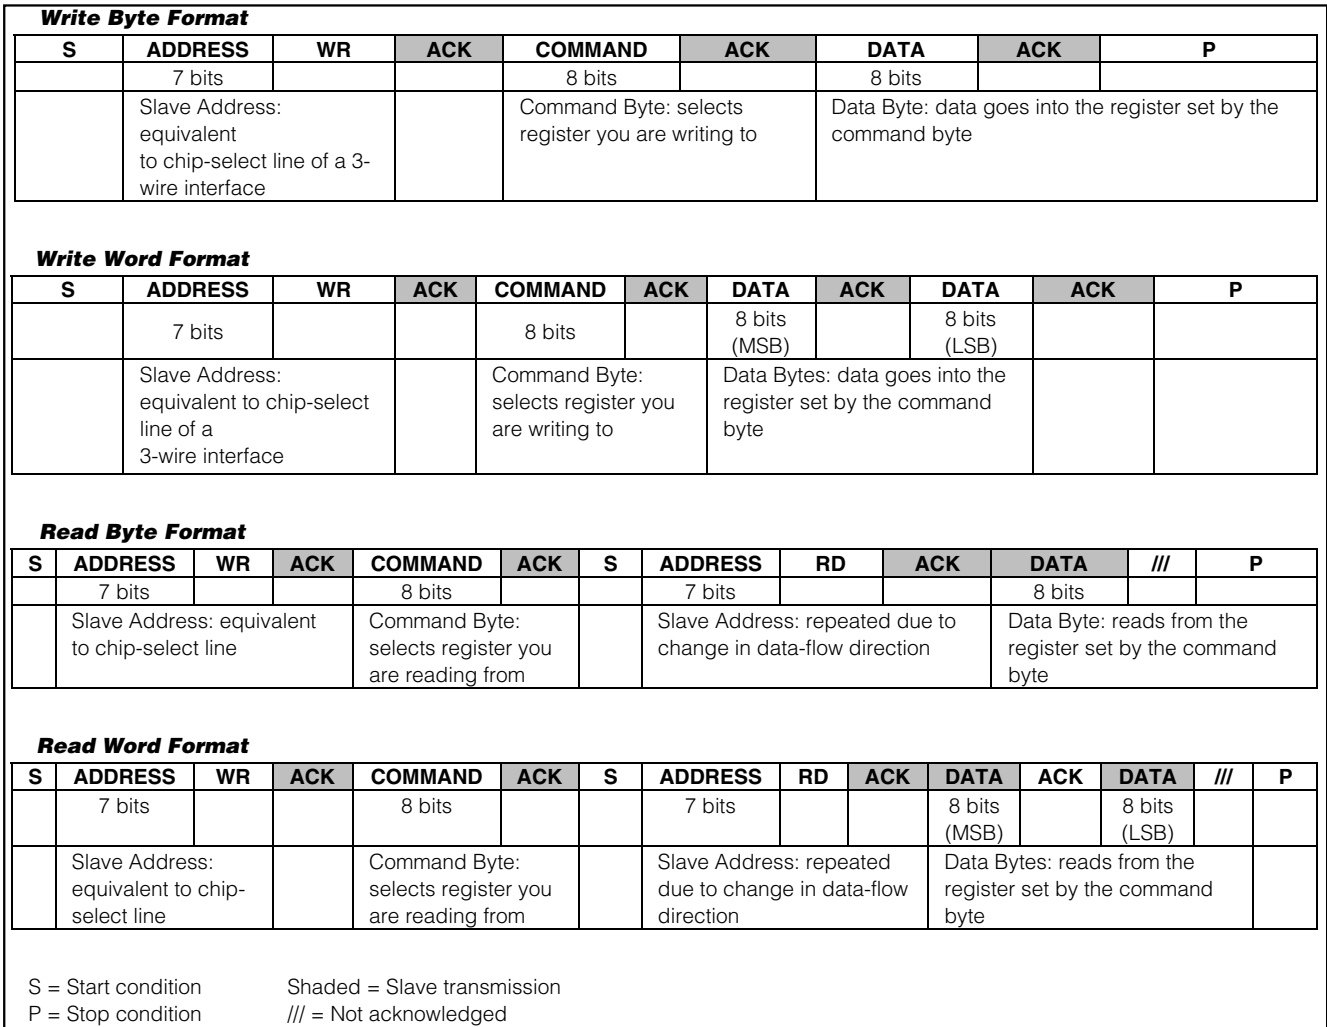 Write Byte Format
S ADDRESS WR ACK COMMAND ACK DATA ACK P
7 bits 8 bits 8 bits
Slave Address: Command Byte: selects Data Byte: data goes into the register set by the
equivalent register you are writing to command byte
to chip-select line of a 3-
wire interface
Write Word Format
S ADDRESS WR ACK COMMAND ACK DATA ACK DATA ACK P
7 bits 8 bits 8 bits 8 bits
(MSB) (LSB)
Slave Address: Command Byte: Data Bytes: data goes into the
equivalent to chip-select selects register you register set by the command
line of a are writing to byte
3-wire interface
Read Byte Format
S ADDRESS WR ACK COMMAND ACK S ADDRESS RD ACK DATA /// P
7 bits 8 bits 7 bits 8 bits
Slave Address: equivalent Command Byte: Slave Address: repeated due to Data Byte: reads from the
to chip-select line selects register you change in data-flow direction register set by the command
are reading from byte
Read Word Format
S ADDRESS WR ACK COMMAND ACK S ADDRESS RD ACK DATA ACK DATA /// P
7 bits 8 bits 7 bits 8 bits 8 bits
(MSB) (LSB)
Slave Address: Command Byte: Slave Address: repeated Data Bytes: reads from the
equivalent to chip- selects register you due to change in data-flow register set by the command
select line are reading from direction byte
S = Start condition Shaded = Slave transmission
P = Stop condition /// = Not acknowledged